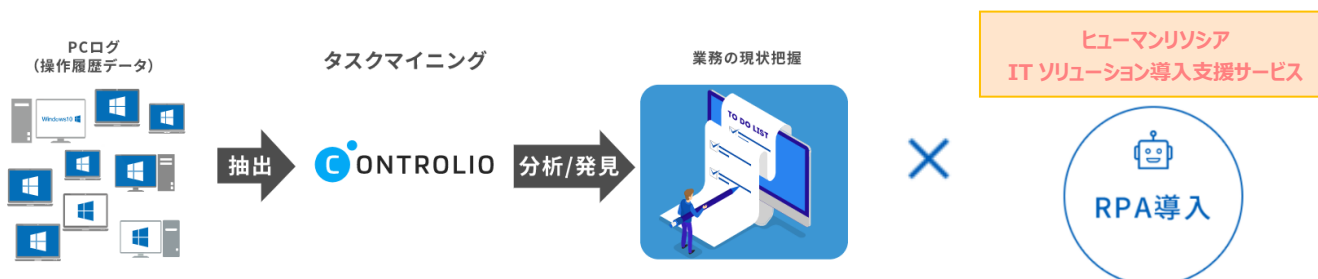 PCログ
(操作履歴データ)
Windows10
抽出
タスクマイニング
CONTROLIO
分析/発見
業務の現状把握
TO DO LIST
×
ヒューマンリソシア
IT ソリューション導入支援サービス
RPA導入